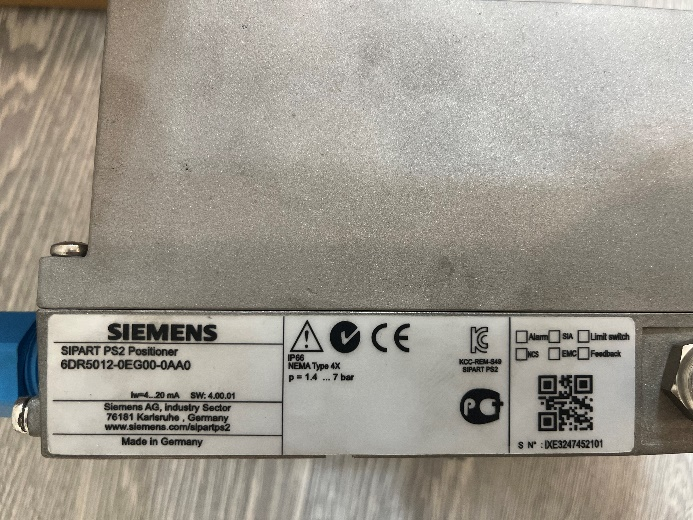 SIEMENS
SIPART PS2 Positioner
6DR5012-0EG00-0AA0
Iw=4...20 mA SW: 4.00.01
Siemens AG, industry Sector
76181 Karlsruhe , Germany
www.siemens.com/sipartps2
Made in Germany
CE
IP66
NEMA Type 4X
p = 1.4 ... 7 bar
KCC-REM-S49
SIPART PS2
Alarm SIA Limit switch
NCS EMC Feedback
S N° : IXE3247452101